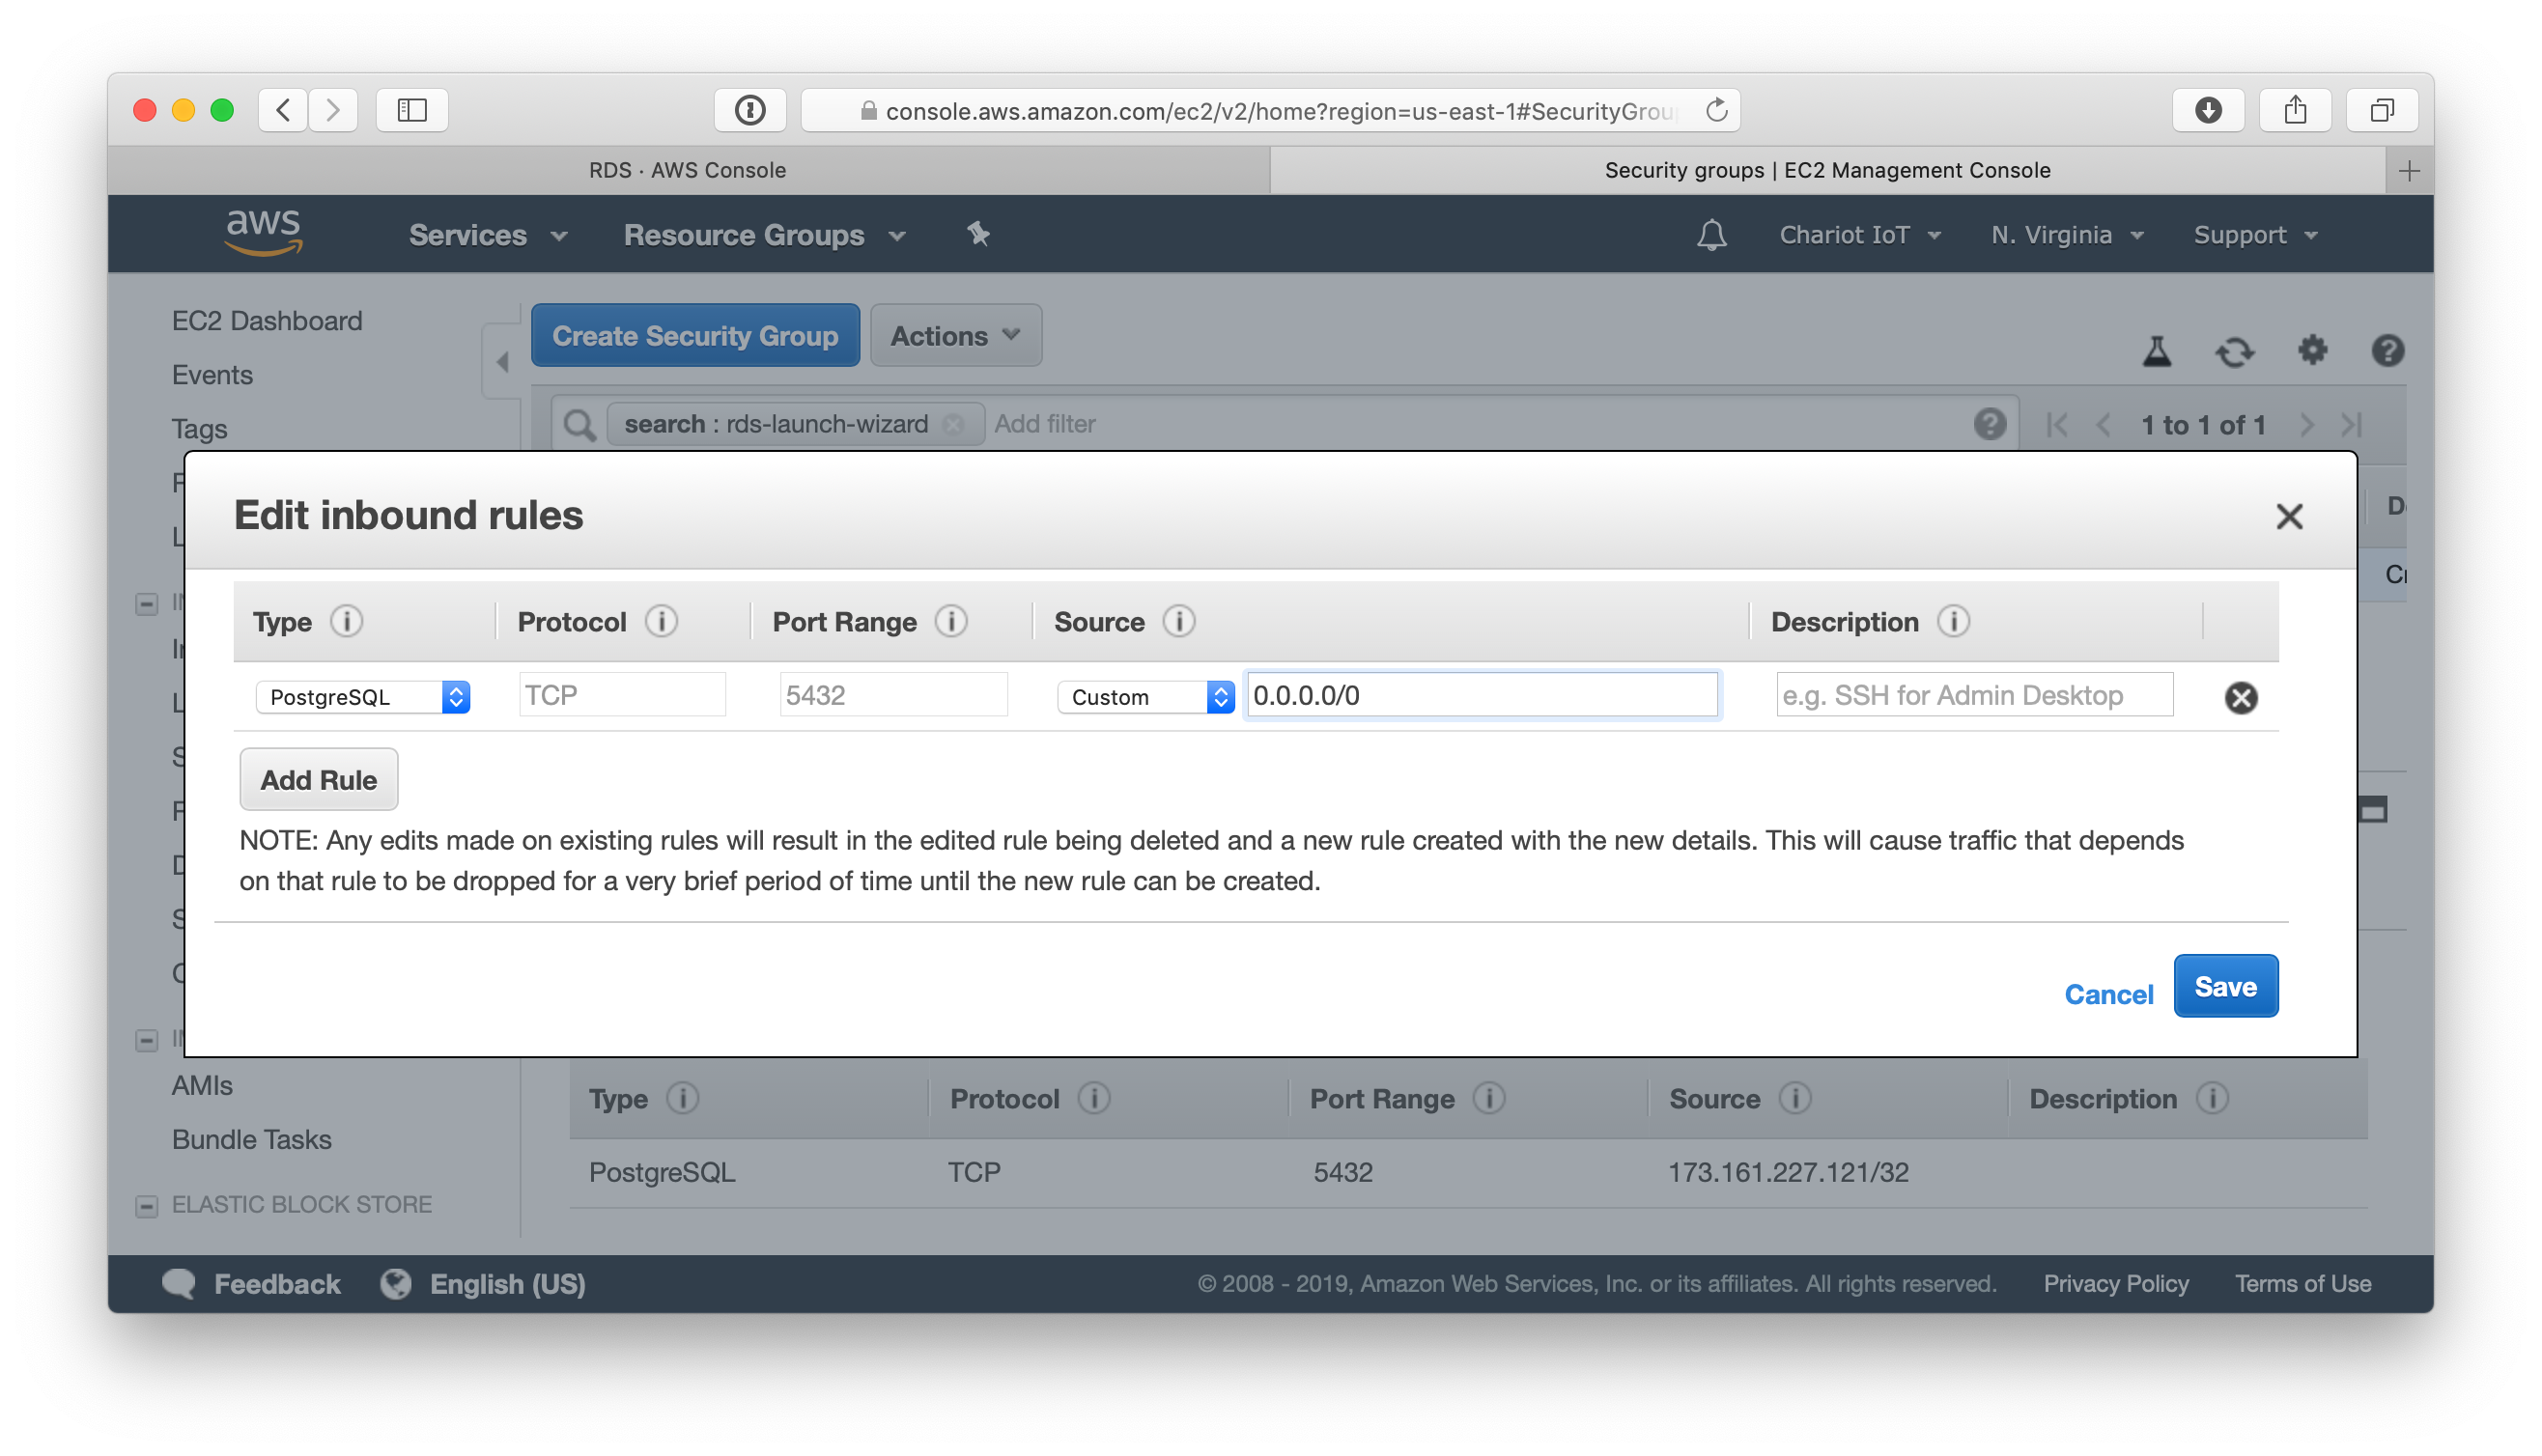 console.aws.amazon.com/ec2/v2/home?region=us-east-1#SecurityGrou
RDS · AWS Console
Security groups | EC2 Management Console
aws
Services
Resource Groups
Chariot IoT
N. Virginia
Support
EC2 Dashboard
Events
Tags
Create Security Group
Actions
search : rds-launch-wizard
Add filter
1 to 1 of 1
Edit inbound rules
Type
Protocol
Port Range
Source
Description
PostgreSQL
TCP
5432
Custom
0.0.0.0/0
e.g. SSH for Admin Desktop
Add Rule
NOTE: Any edits made on existing rules will result in the edited rule being deleted and a new rule created with the new details. This will cause traffic that depends
on that rule to be dropped for a very brief period of time until the new rule can be created.
Cancel
Save
AMIs
Bundle Tasks
ELASTIC BLOCK STORE
Type
Protocol
Port Range
Source
Description
PostgreSQL
TCP
5432
173.161.227.121/32
Feedback
English (US)
© 2008 - 2019, Amazon Web Services, Inc. or its affiliates. All rights reserved.
Privacy Policy
Terms of Use